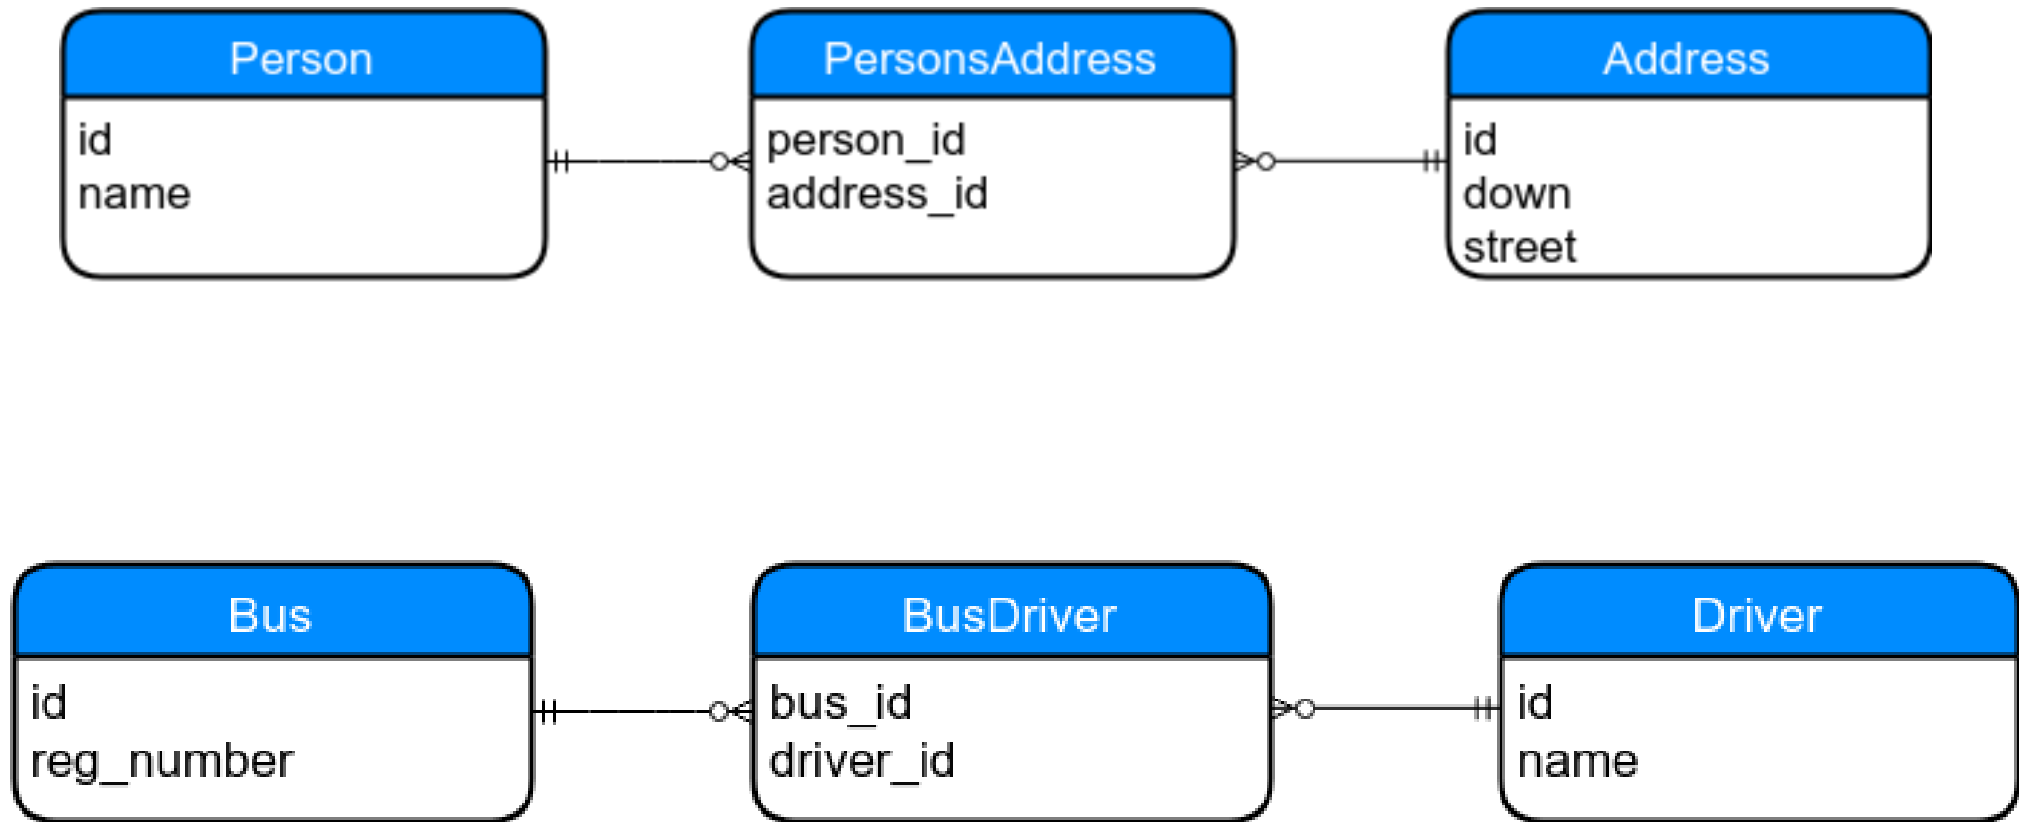 Person
id
name
PersonsAddress
person_id
address_id
Address
id
down
street
Bus
id
reg_number
BusDriver
bus_id
driver_id
Driver
id
name